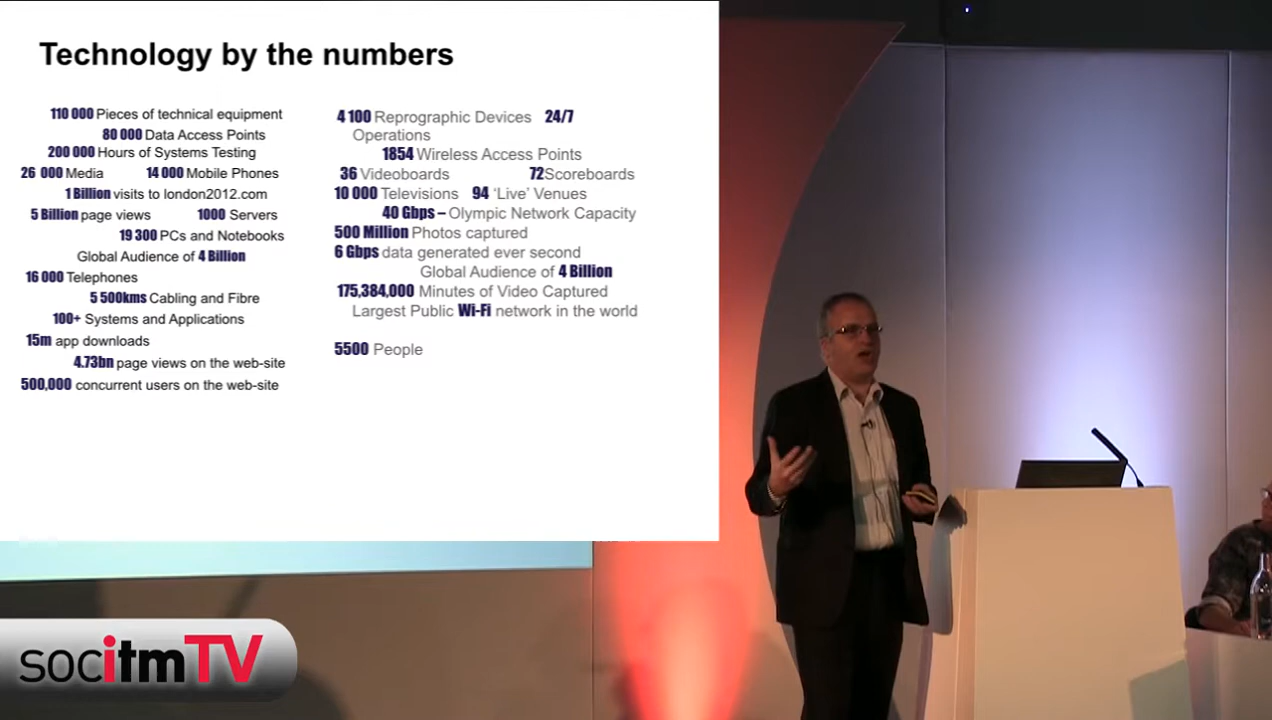 Technology by the numbers
110 000 Pieces of technical equipment
80 000 Data Access Points
200 000 Hours of Systems Testing
26 000 Media 14 000 Mobile Phones
1 Billion visits to london2012.com
5 Billion page views 1000 Servers
19 300 PCs and Notebooks
Global Audience of 4 Billion
16 000 Telephones
5 500kms Cabling and Fibre
100+ Systems and Applications
15m app downloads
4.73bn page views on the web-site
500,000 concurrent users on the web-site
4 100 Reprographic Devices 24/7
Operations
1854 Wireless Access Points
36 Videoboards 72Scoreboards
10 000 Televisions 94 ‘Live’ Venues
40 Gbps – Olympic Network Capacity
500 Million Photos captured
6 Gbps data generated ever second
Global Audience of 4 Billion
175,384,000 Minutes of Video Captured
Largest Public Wi-Fi network in the world
5500 People
socitmTV